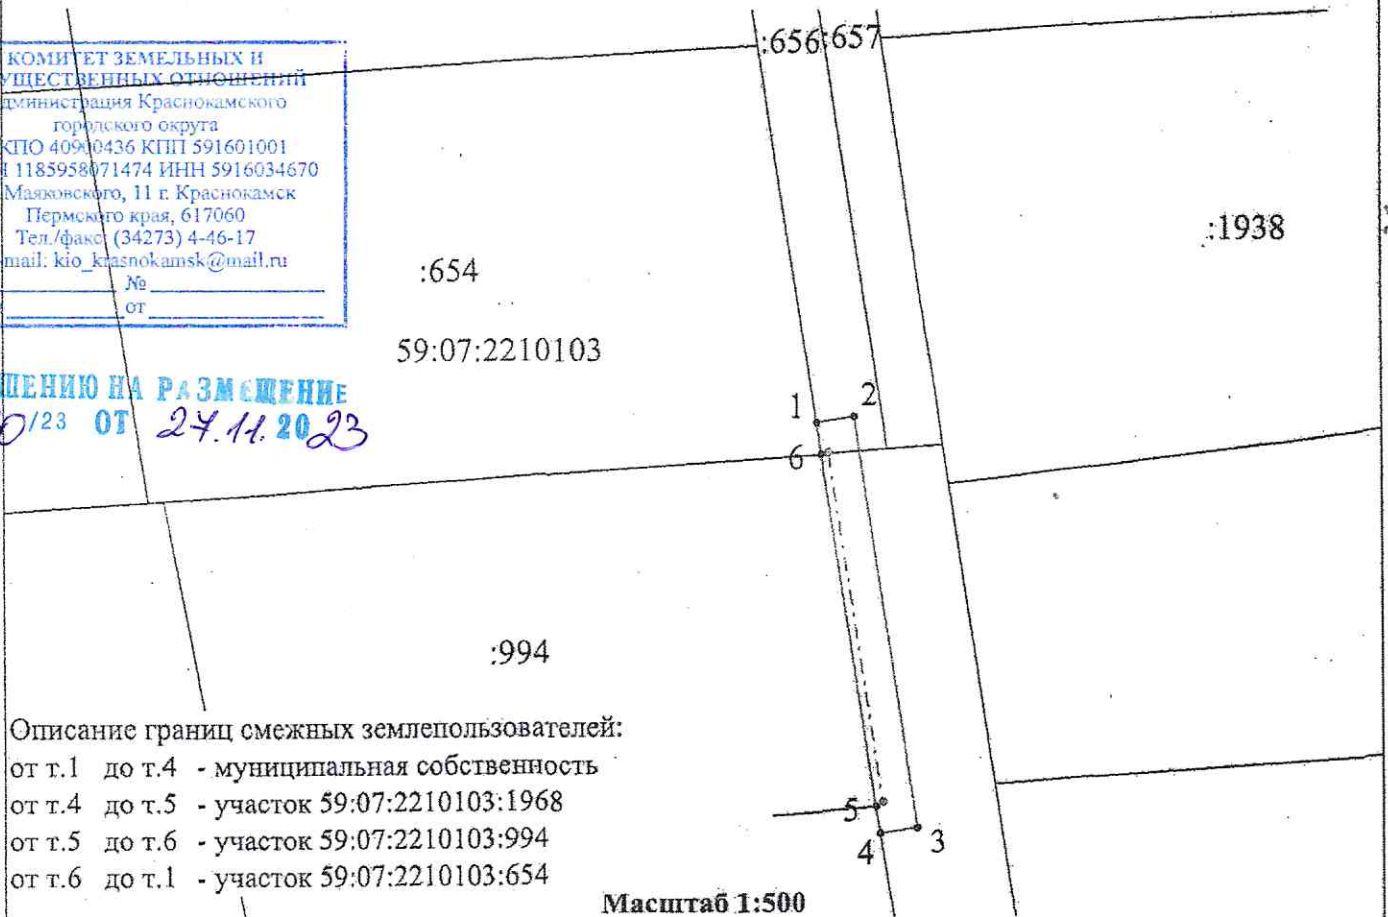 :656 :657
КОМИТЕТ ЗЕМЕЛЬНЫХ И
УЩЕСТВЕННЫХ ОТНОШЕНИЙ
дминистрация Краснокамского
городского округа
КПО 40900436 КПП 591601001
1185958071474 ИНН 5916034670
Маяковского, 11 г. Краснокамск
Пермского края, 617060
Тел./факс (34273) 4-46-17
mail: kio_krasnokamsk@mail.ru
№
от
:1938
:654
59:07:2210103
ШЕНИЮ НА РАЗМЕЩЕНИЕ
0/23 ОТ 27.11.2023
1
2
6
:994
Описание границ смежных землепользователей:
от т.1 до т.4 - муниципальная собственность
от т.4 до т.5 - участок 59:07:2210103:1968
от т.5 до т.6 - участок 59:07:2210103:994
от т.6 до т.1 - участок 59:07:2210103:654
5
4
3
Масштаб 1:500